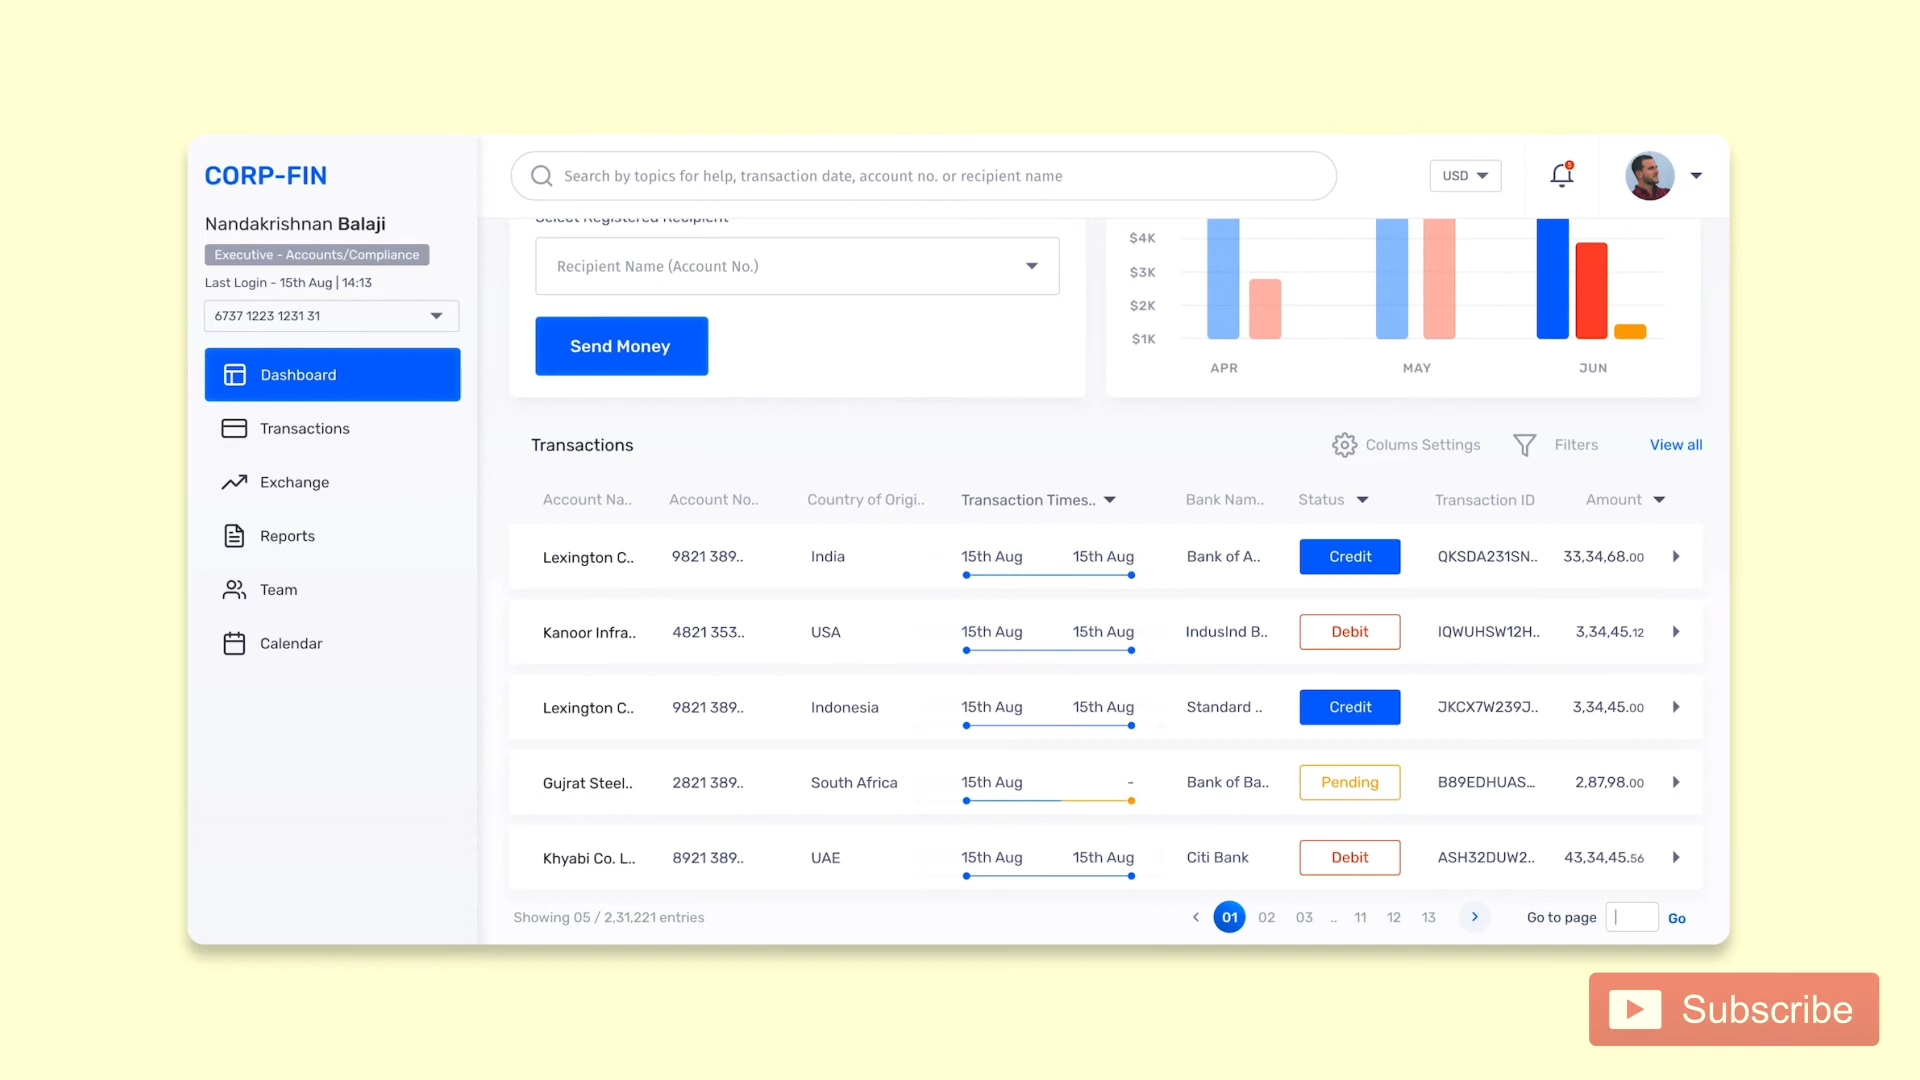 CORP-FIN
Nandakrishnan Balaji
Executive - Accounts/Compliance
Last Login - 15th Aug | 14:13
6737 1223 1231 31
Dashboard
Transactions
Exchange
Reports
Team
Calendar
Search by topics for help, transaction date, account no. or recipient name
USD
5
Select Registered Recipient
Recipient Name (Account No.)
Send Money
$4K
$3K
$2K
$1K
APR MAY JUN
Transactions Colums Settings Filters View all
Account Na.. Account No.. Country of Origi.. Transaction Times.. Bank Nam.. Status Transaction ID Amount
Lexington C.. 9821 389.. India 15th Aug 15th Aug Bank of A.. Credit QKSDA231SN.. 33,34,68.00
Kanoor Infra.. 4821 353.. USA 15th Aug 15th Aug IndusInd B.. Debit IQWUHSW12H.. 3,34,45.12
Lexington C.. 9821 389.. Indonesia 15th Aug 15th Aug Standard .. Credit JKCX7W239J.. 3,34,45.00
Gujrat Steel.. 2821 389.. South Africa 15th Aug - Bank of Ba.. Pending B89EDHUAS... 2,87,98.00
Khyabi Co. L.. 8921 389.. UAE 15th Aug 15th Aug Citi Bank Debit ASH32DUW2.. 43,34,45.56
Showing 05 / 2,31,221 entries 01 02 03 .. 11 12 13 Go to page Go
Subscribe